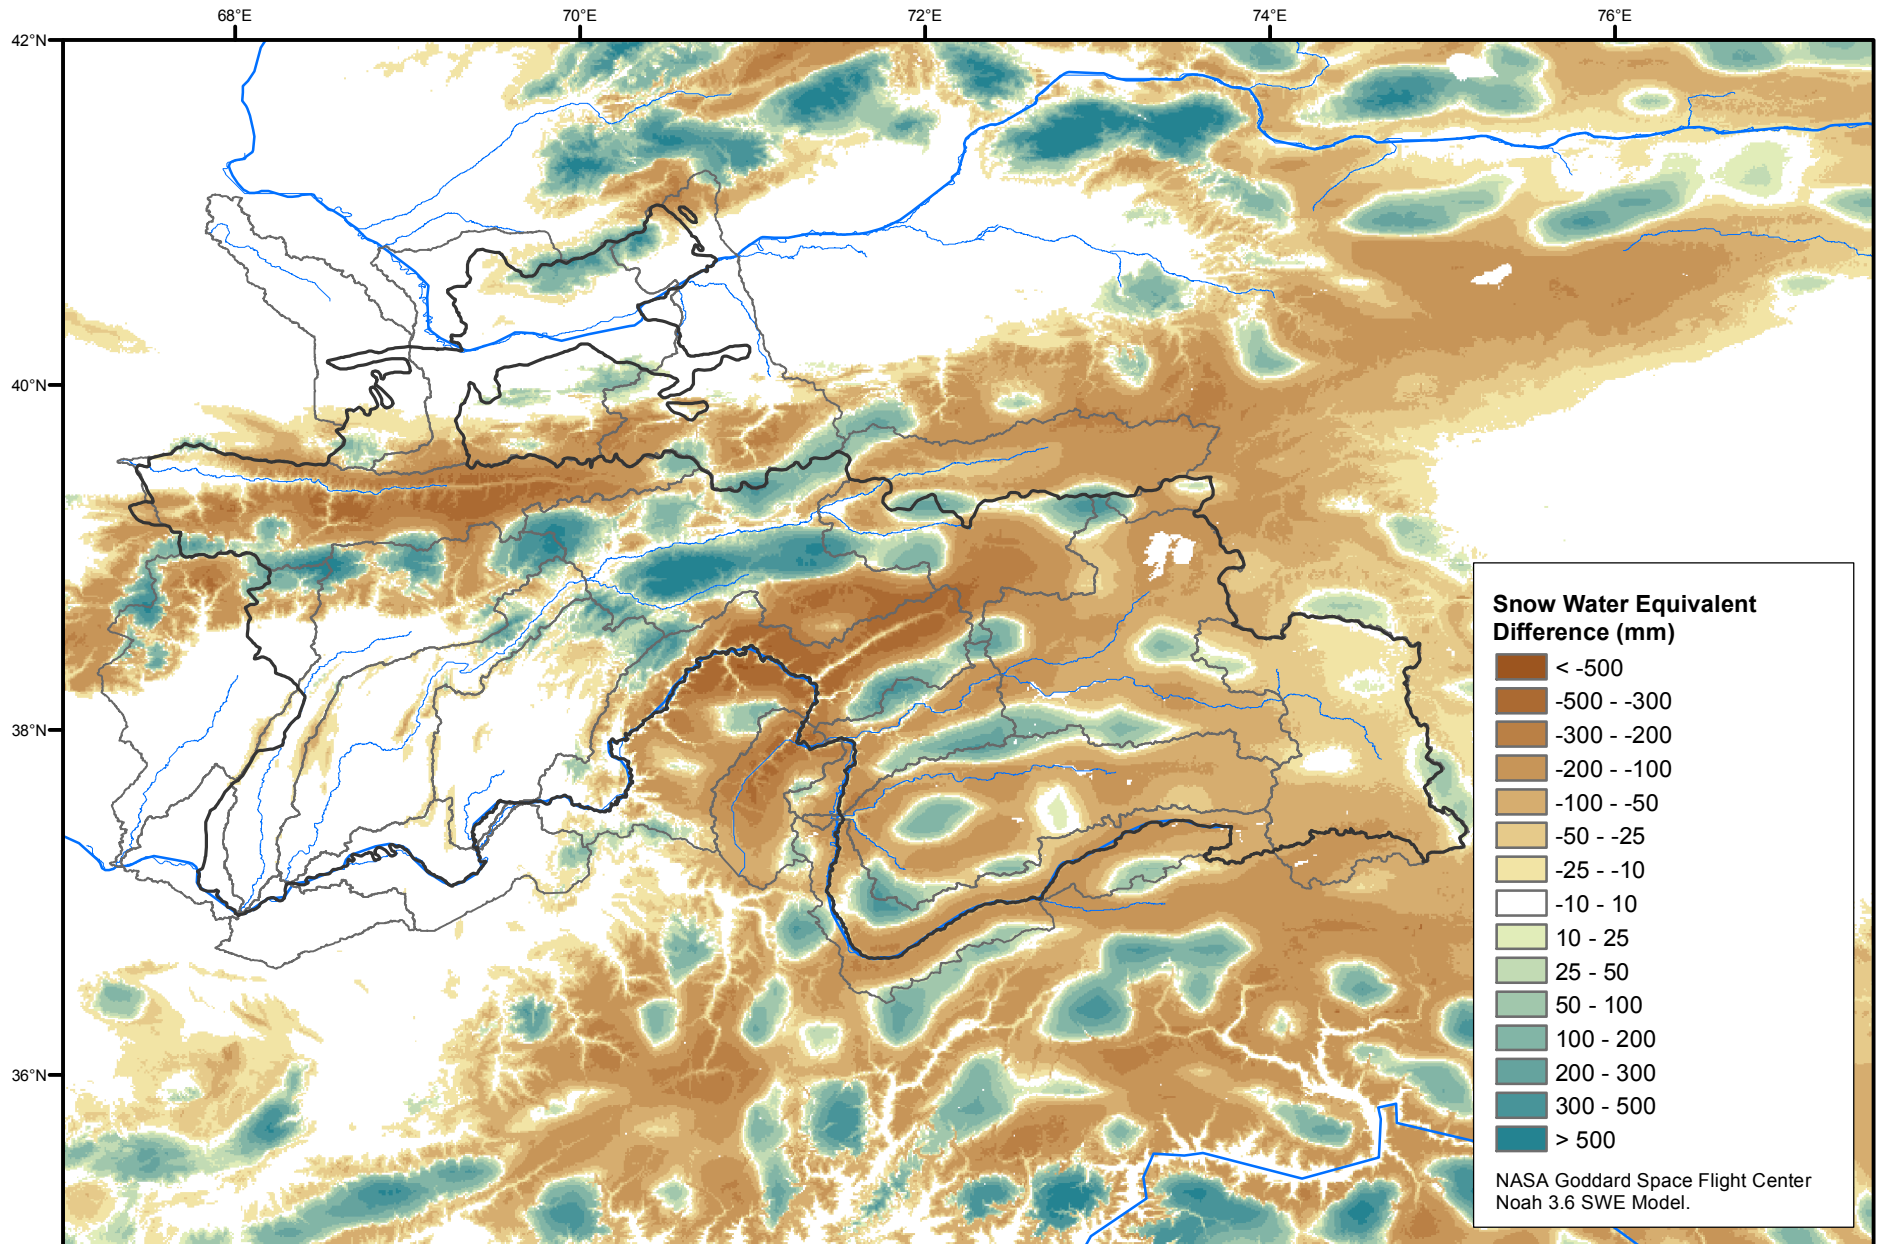 68°E 70°E 72°E 74°E 76°E
42°N
40°N
38°N
36°N
Snow Water Equivalent
Difference (mm)
< -500
-500 - -300
-300 - -200
-200 - -100
-100 - -50
-50 - -25
-25 - -10
-10 - 10
10 - 25
25 - 50
50 - 100
100 - 200
200 - 300
300 - 500
> 500
NASA Goddard Space Flight Center
Noah 3.6 SWE Model.